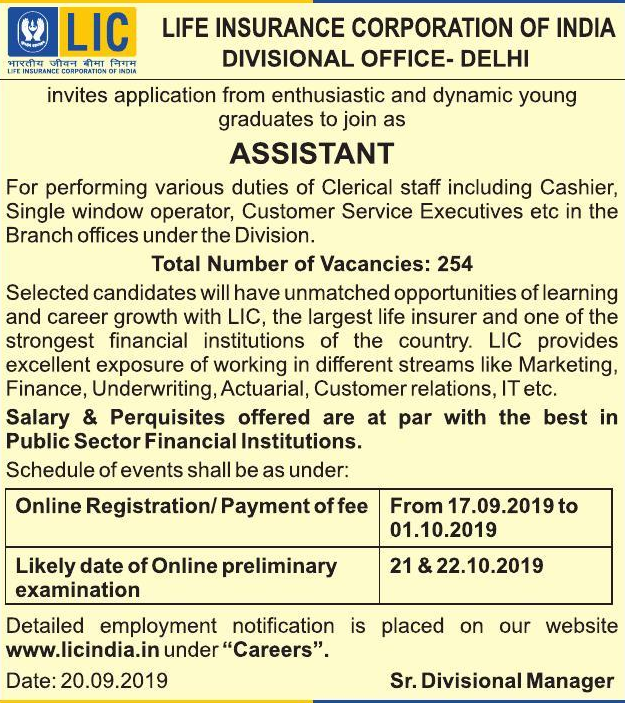 LIC
भारतीय जीवन बीमा निगम
LIFE INSURANCE CORPORATION OF INDIA
LIFE INSURANCE CORPORATION OF INDIA
DIVISIONAL OFFICE- DELHI
invites application from enthusiastic and dynamic young
graduates to join as
ASSISTANT
For performing various duties of Clerical staff including Cashier,
Single window operator, Customer Service Executives etc in the
Branch offices under the Division.
Total Number of Vacancies: 254
Selected candidates will have unmatched opportunities of learning
and career growth with LIC, the largest life insurer and one of the
strongest financial institutions of the country. LIC provides
excellent exposure of working in different streams like Marketing,
Finance, Underwriting, Actuarial, Customer relations, IT etc.
Salary & Perquisites offered are at par with the best in
Public Sector Financial Institutions.
Schedule of events shall be as under:
Online Registration/ Payment of fee From 17.09.2019 to
01.10.2019
Likely date of Online preliminary 21 & 22.10.2019
examination
Detailed employment notification is placed on our website
www.licindia.in under “Careers”.
Date: 20.09.2019 Sr. Divisional Manager